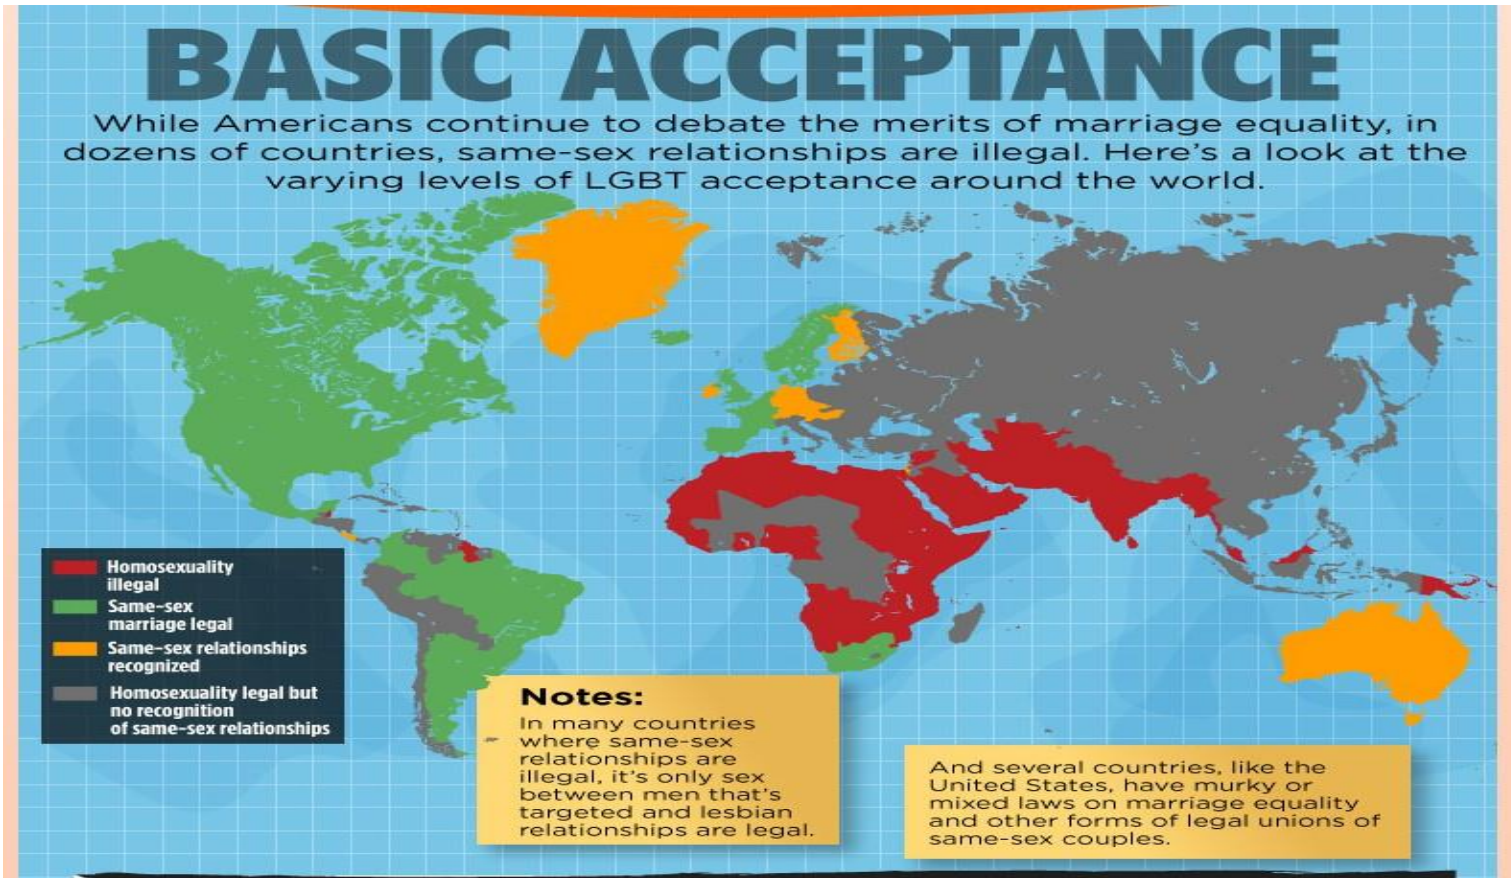 BASIC ACCEPTANCE
While Americans continue to debate the merits of marriage equality, in
dozens of countries, same-sex relationships are illegal. Here's a look at the
varying levels of LGBT acceptance around the world.
Homosexuality
illegal
Same-sex
marriage legal
Same-sex relationships
recognized
Homosexuality legal but
no recognition
of same-sex relationships
Notes:
In many countries
where same-sex
relationships are
illegal, it's only sex
between men that's
targeted and lesbian
relationships are legal.
And several countries, like the
United States, have murky or
mixed laws on marriage equality
and other forms of legal unions of
same-sex couples.